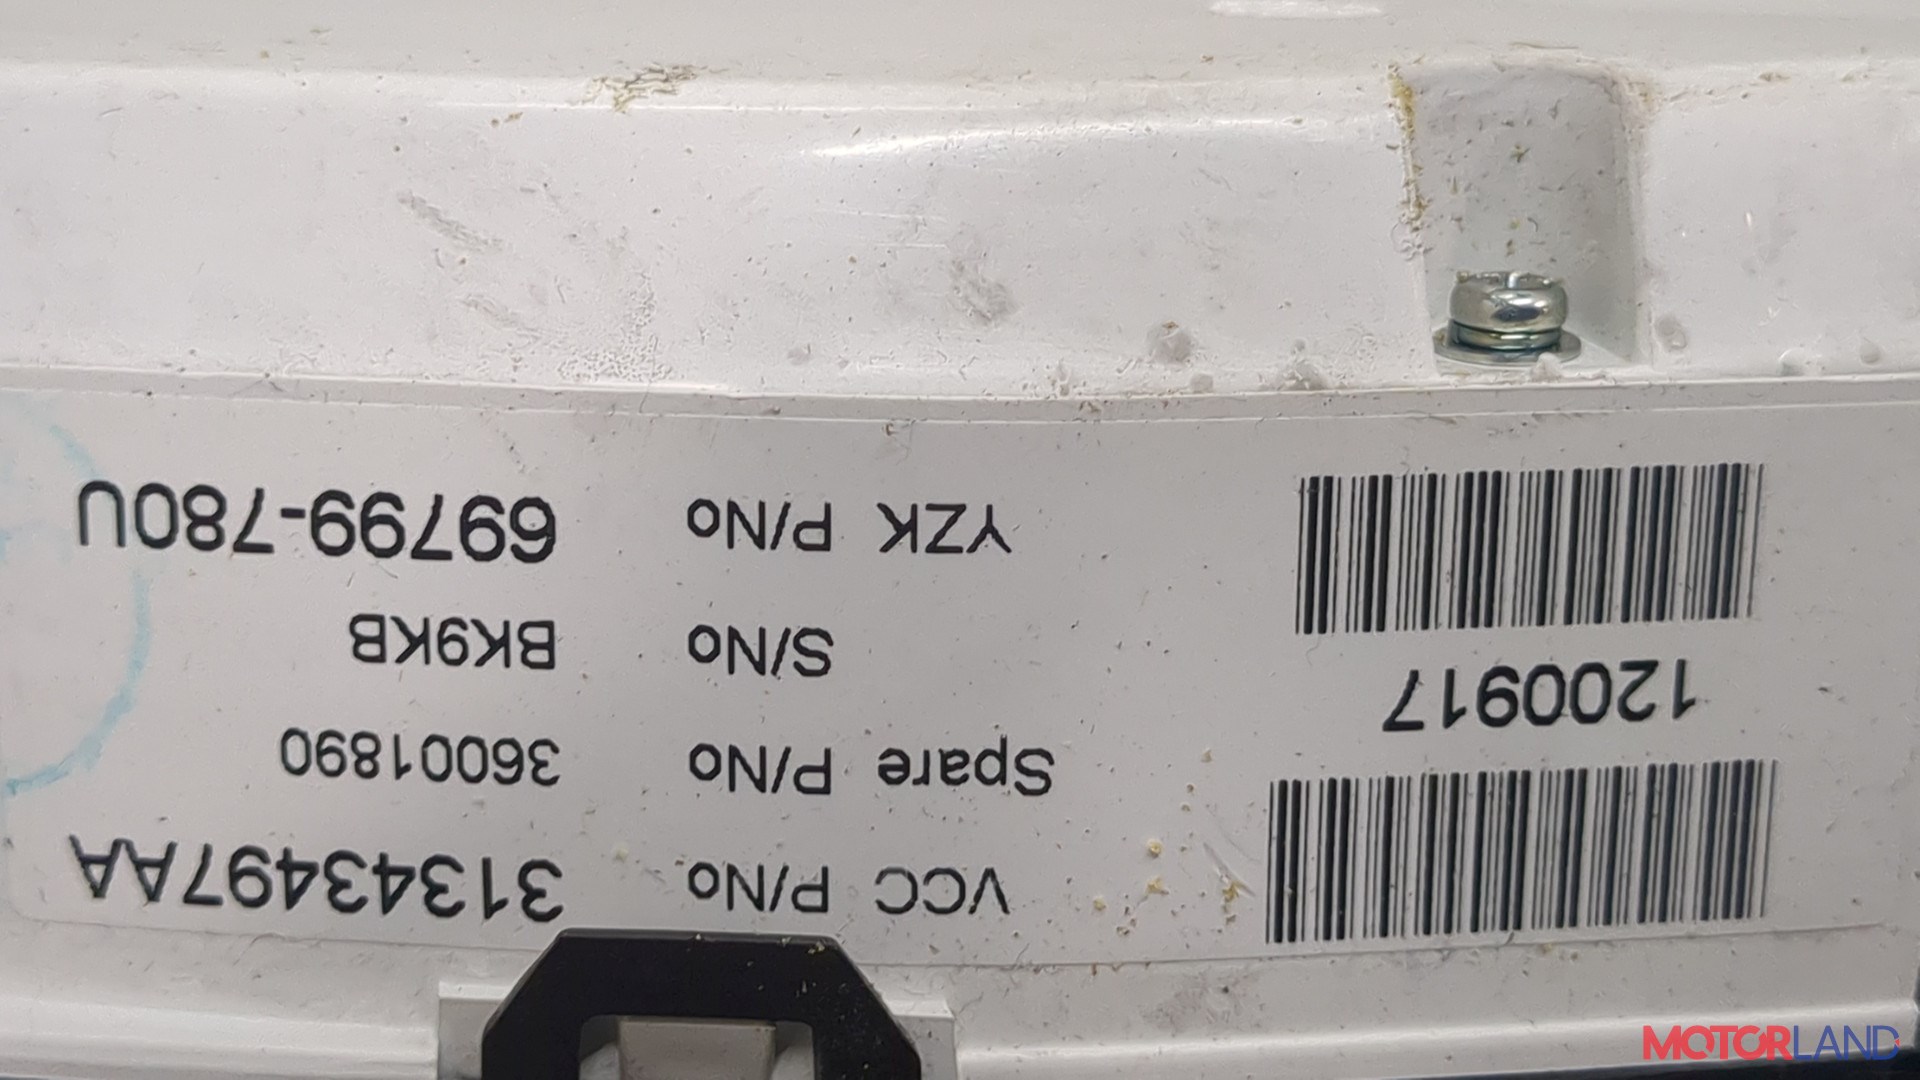 VCC P/No. 31343497AA
Spare P/No 36001890
S/No BK9KB
YZK P/No 69799-780U
1200917
MOTORLAND